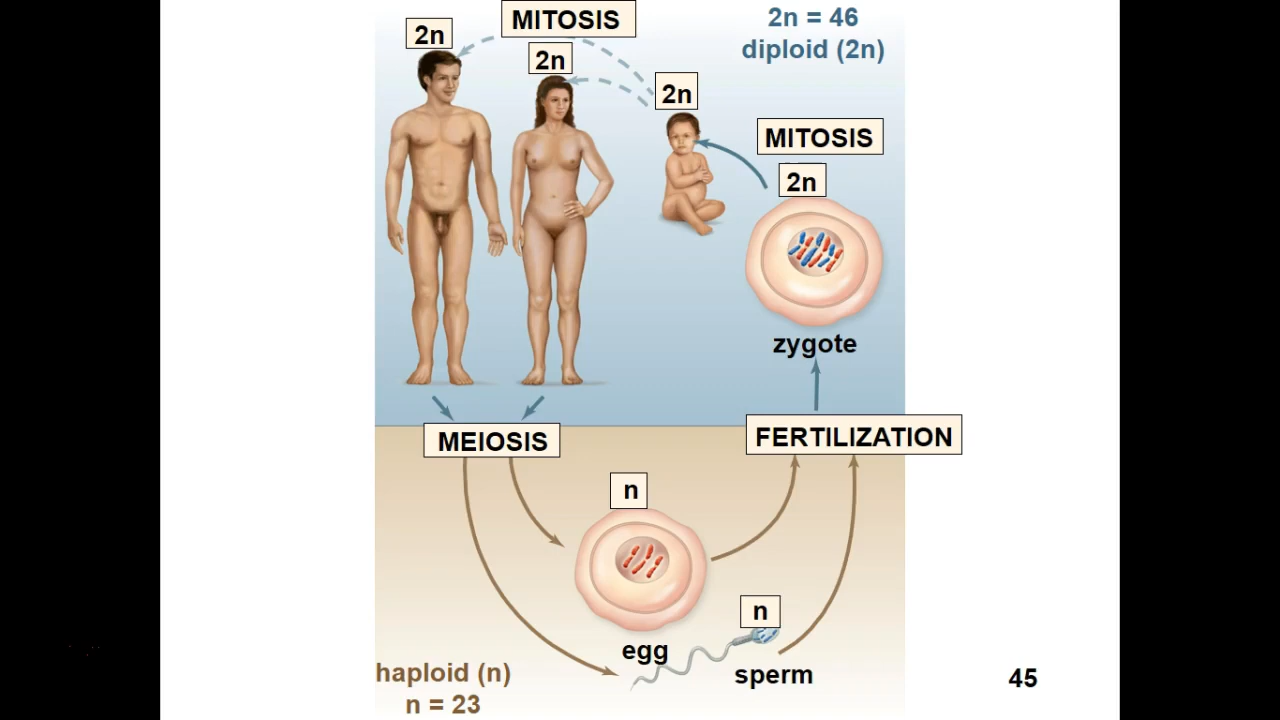 MITOSIS
2n = 46
diploid (2n)
2n
2n
2n
MITOSIS
2n
zygote
MEIOSIS
FERTILIZATION
n
n
egg
sperm
haploid (n)
n = 23
45